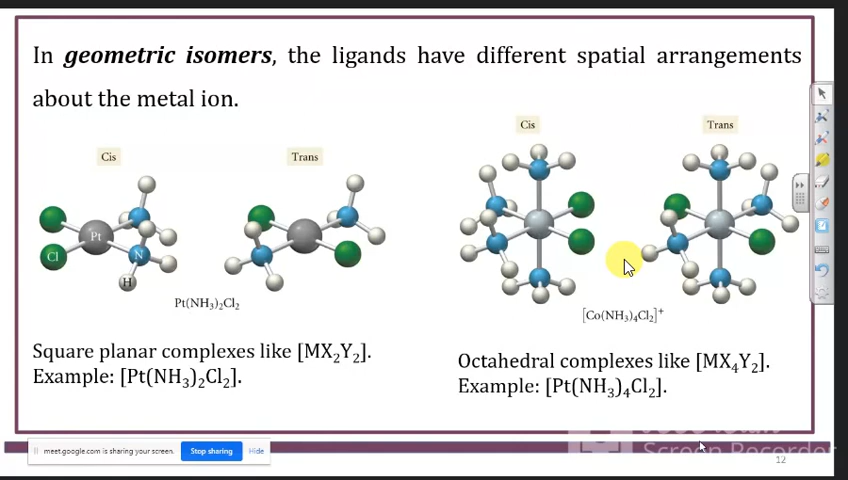 In geometric isomers, the ligands have different spatial arrangements
about the metal ion.
Cis
Trans
Cis
Trans
Pt
Cl
N
H
Pt(NH₃)₂Cl₂
[Co(NH₃)₄Cl₂]⁺
Square planar complexes like [MX₂Y₂].
Example: [Pt(NH₃)₂Cl₂].
Octahedral complexes like [MX₄Y₂].
Example: [Pt(NH₃)₄Cl₂].
meet.google.com is sharing your screen.
Stop sharing
Hide
Screen Recorder
12